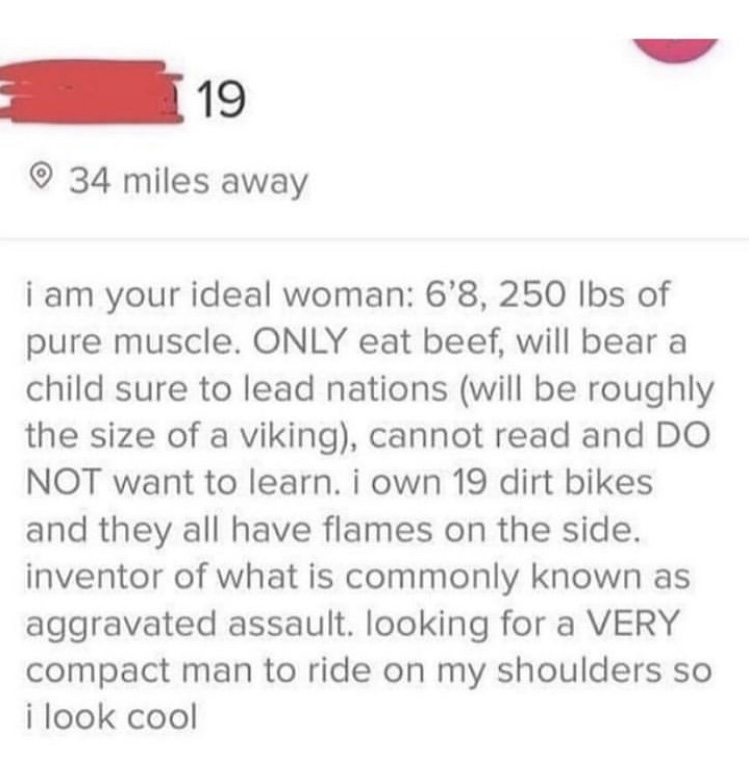 19
34 miles away
i am your ideal woman: 6'8, 250 lbs of
pure muscle. ONLY eat beef, will bear a
child sure to lead nations (will be roughly
the size of a viking), cannot read and DO
NOT want to learn. i own 19 dirt bikes
and they all have flames on the side.
inventor of what is commonly known as
aggravated assault. looking for a VERY
compact man to ride on my shoulders so
i look cool